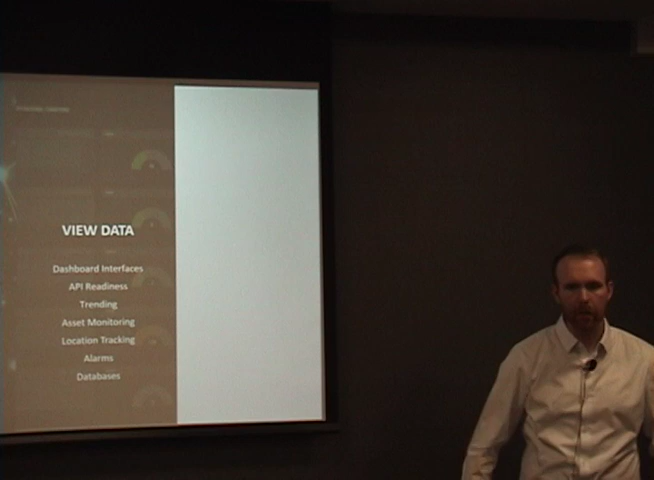 VIEW DATA
Dashboard Interfaces
API Readiness
Trending
Asset Monitoring
Location Tracking
Alarms
Databases